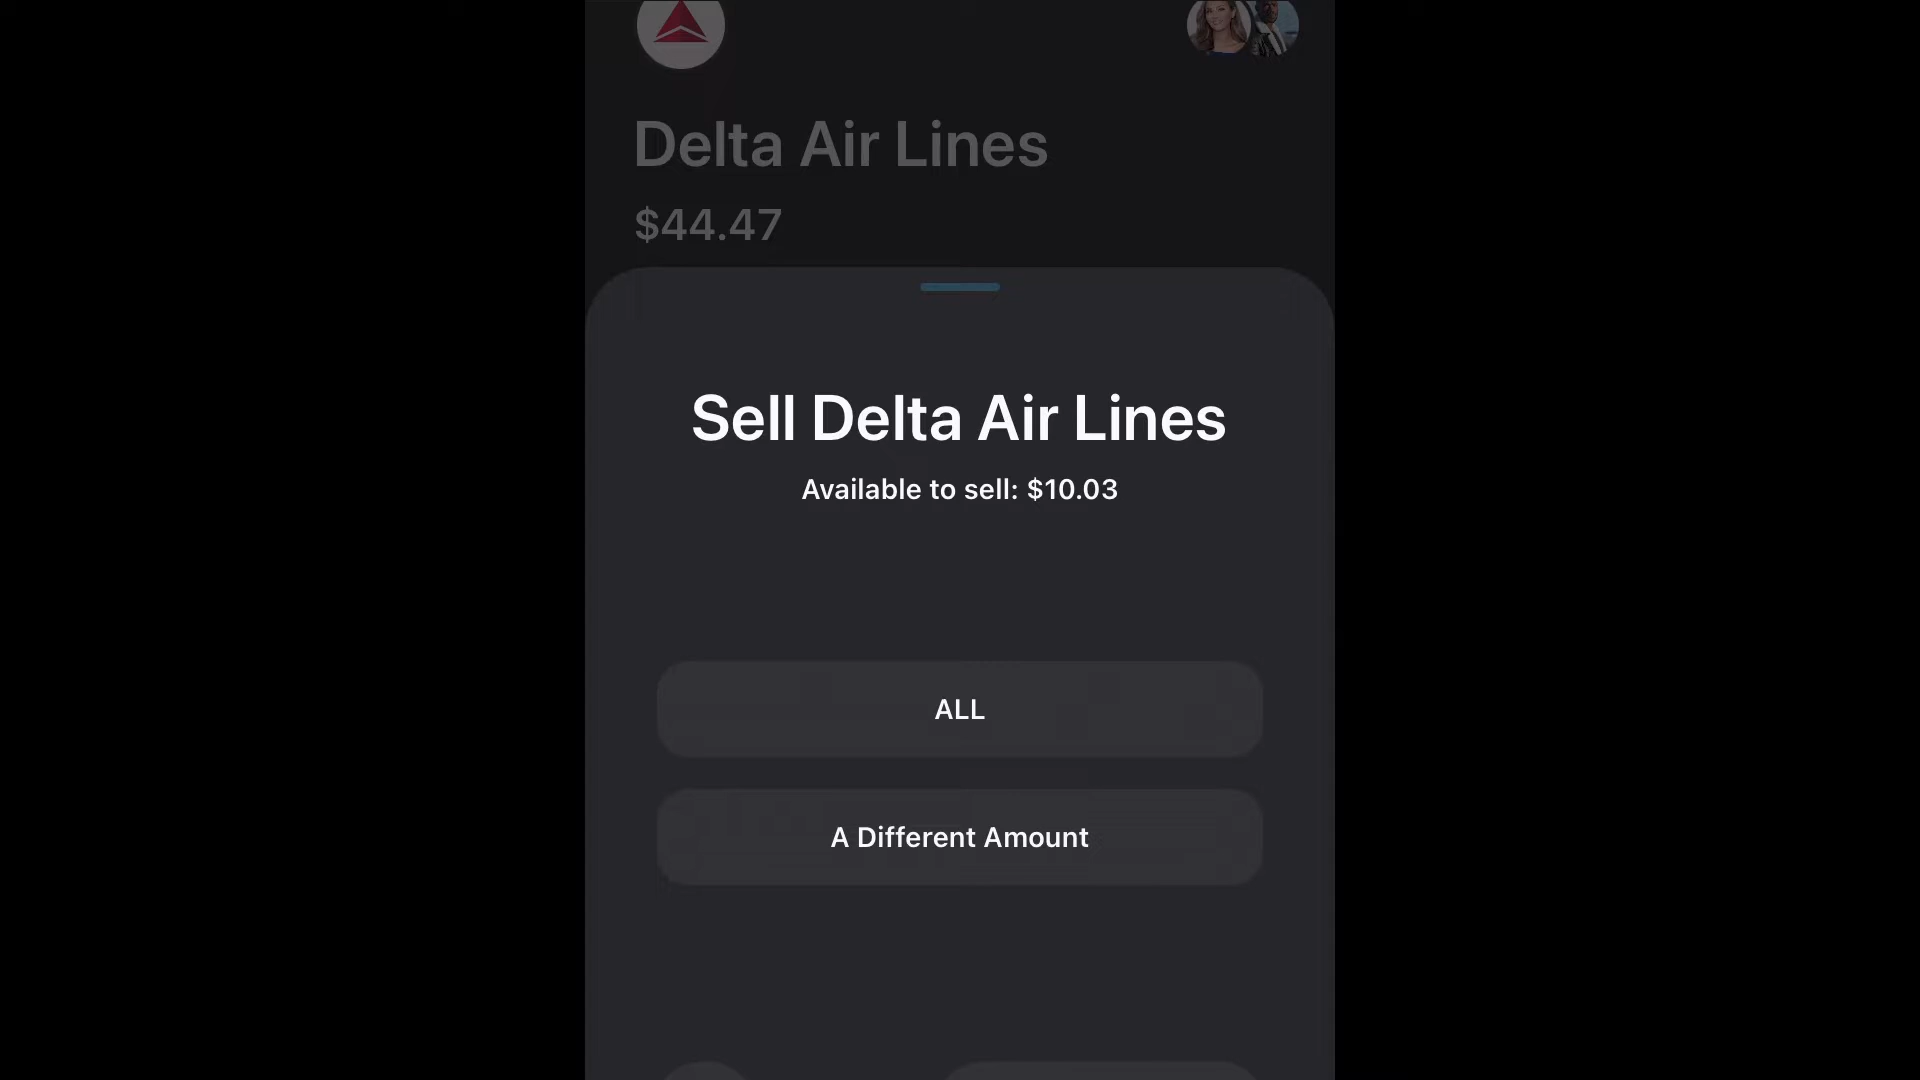 Delta Air Lines
$44.47
Sell Delta Air Lines
Available to sell: $10.03
ALL
A Different Amount